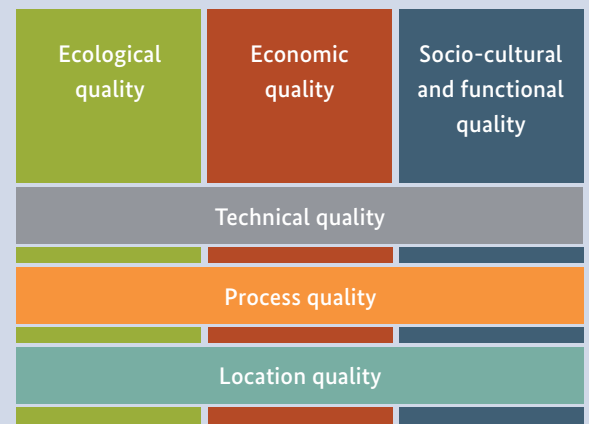 Ecological
quality
Economic
quality
Socio-cultural
and functional
quality
Technical quality
Process quality
Location quality